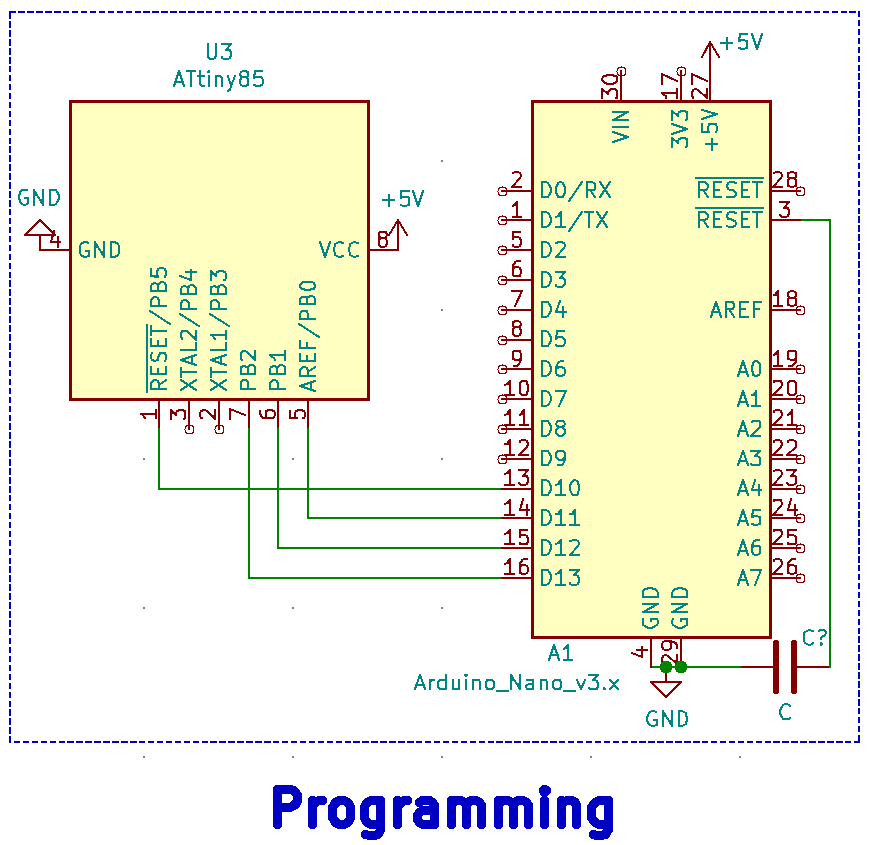 U3
ATtiny85
GND
4
GND
VCC
8
+5V
RESET/PB5
XTAL2/PB4
XTAL1/PB3
PB2
PB1
AREF/PB0
1
3
2
7
6
5
+5V
30
17
27
VIN
3V3
+5V
2 D0/RX
1 D1/TX
5 D2
6 D3
7 D4
8 D5
9 D6
10 D7
11 D8
12 D9
13 D10
14 D11
15 D12
16 D13
RESET 28
RESET 3
AREF 18
A0 19
A1 20
A2 21
A3 22
A4 23
A5 24
A6 25
A7 26
GND
GND
4
29
A1
Arduino_Nano_v3.x
GND
C?
C
Programming